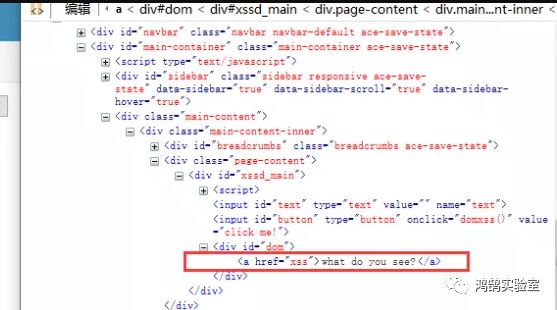 编辑 a < div#dom < div#xssd_main < div.page-content < div.main...nt-inner <
<div id="navbar" class="navbar navbar-default ace-save-state">
<div id="main-container" class="main-container ace-save-state">
<script type="text/javascript">
<div id="sidebar" class="sidebar responsive ace-save-
state" data-sidebar="true" data-sidebar-scroll="true" data-sidebar-
hover="true">
<div class="main-content">
<div class="main-content-inner">
<div id="breadcrumbs" class="breadcrumbs ace-save-state">
<div class="page-content">
<div id="xssd_main">
<script>
<input id="text" type="text" value="" name="text">
<input id="button" type="button" onclick="domxss()" value
="click me!">
<div id="dom">
<a href="xss">what do you see?</a>
</div>
</div>
</div>
鸿鹄实验室